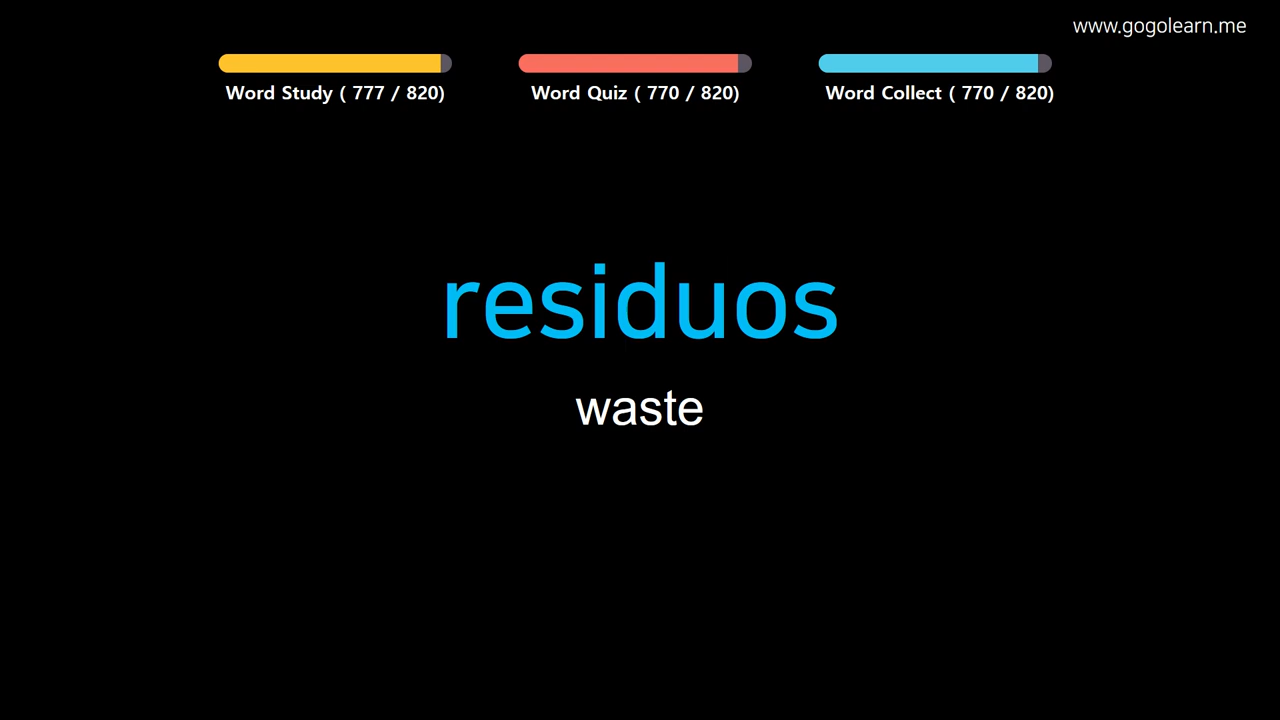 www.gogolearn.me
Word Study ( 777 / 820)
Word Quiz ( 770 / 820)
Word Collect ( 770 / 820)
residuos
waste